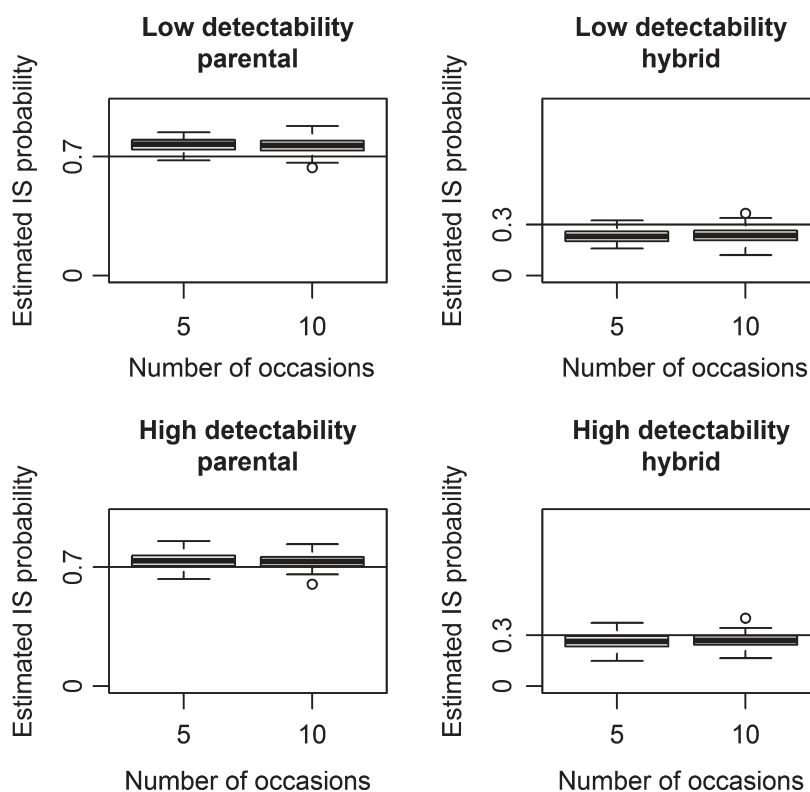 Low detectability
parental
Estimated IS probability
0.7
0
5 10
Number of occasions
Low detectability
hybrid
Estimated IS probability
0.3
0
5 10
Number of occasions
High detectability
parental
Estimated IS probability
0.7
0
5 10
Number of occasions
High detectability
hybrid
Estimated IS probability
0.3
0
5 10
Number of occasions